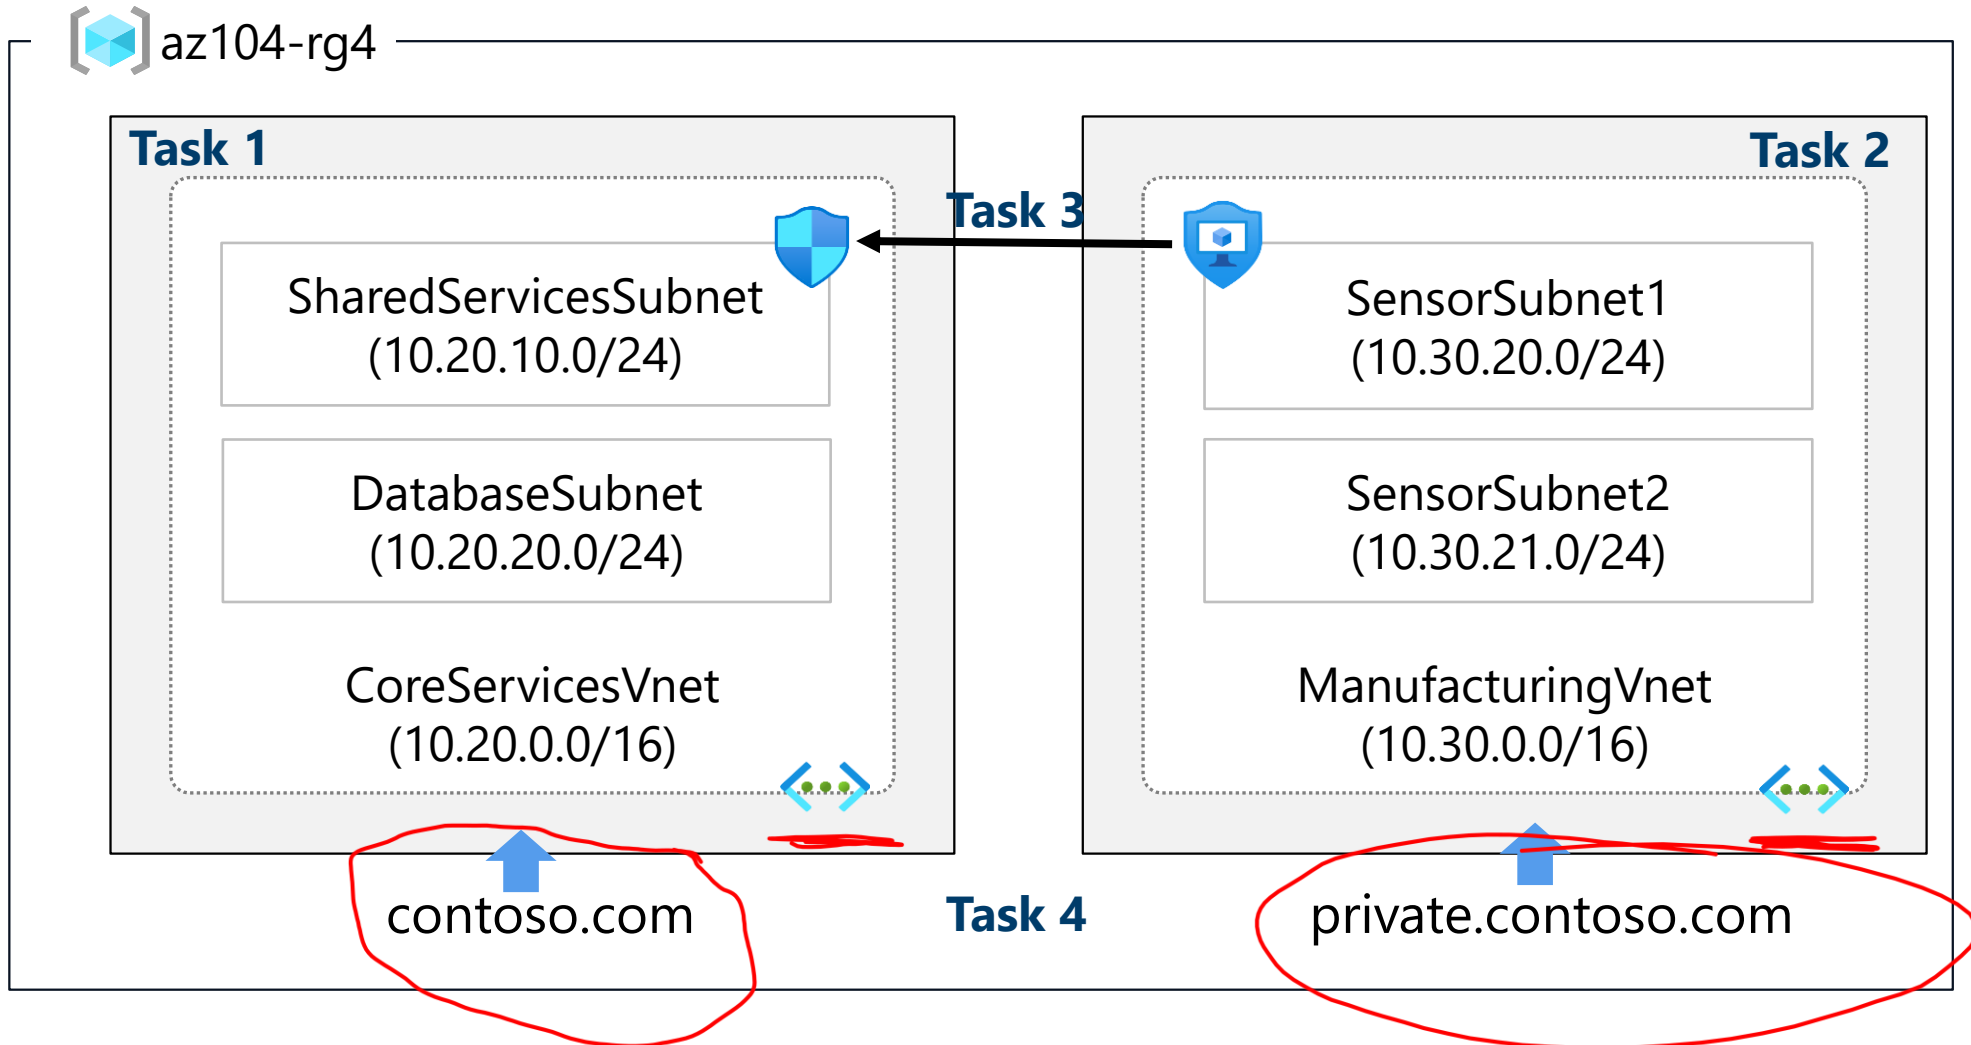 az104-rg4
Task 1
Task 2
Task 3
SharedServicesSubnet
(10.20.10.0/24)
SensorSubnet1
(10.30.20.0/24)
DatabaseSubnet
(10.20.20.0/24)
SensorSubnet2
(10.30.21.0/24)
CoreServicesVnet
(10.20.0.0/16)
ManufacturingVnet
(10.30.0.0/16)
contoso.com
Task 4
private.contoso.com